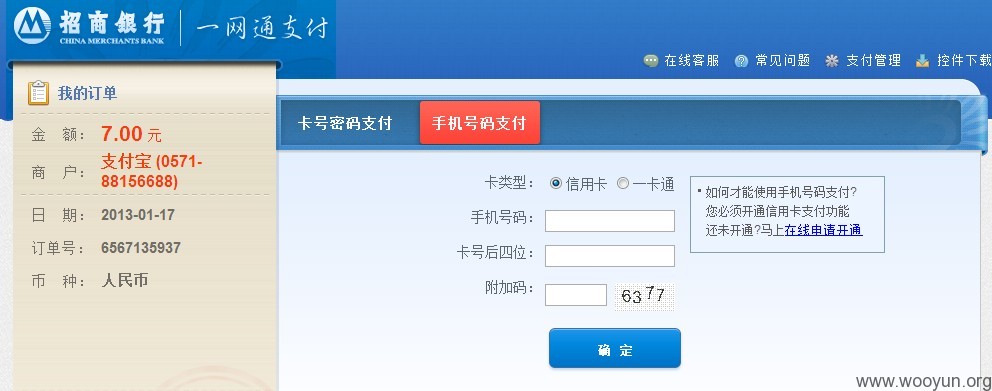 招商銀行
CHINA MERCHANTS BANK
一网通支付
在线客服 常见问题 支付管理 控件下载
我的订单
金 额： 7.00 元
商 户： 支付宝 (0571-
88156688)
日 期： 2013-01-17
订单号： 6567135937
币 种： 人民币
卡号密码支付 手机号码支付
卡类型： 信用卡 一卡通
手机号码：
卡号后四位：
附加码： 6377
确 定
如何才能使用手机号码支付?
您必须开通信用卡支付功能
还未开通?马上在线申请开通
www.wooyun.org